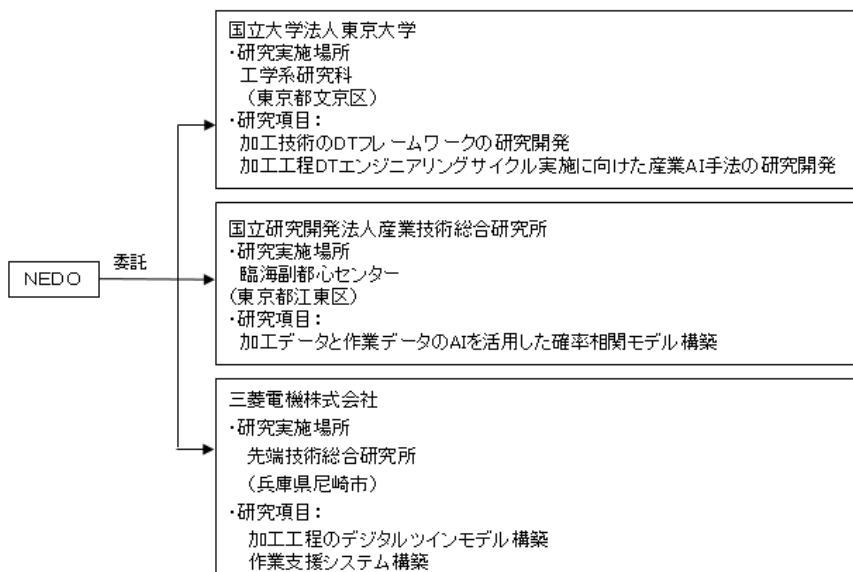 国立大学法人東京大学
・研究実施場所
工学系研究科
（東京都文京区）
・研究項目：
加工技術のDTフレームワークの研究開発
加工工程DTエンジニアリングサイクル実施に向けた産業AI手法の研究開発
NEDO
委託
国立研究開発法人産業技術総合研究所
・研究実施場所
臨海副都心センター
（東京都江東区）
・研究項目：
加工データと作業データのAIを活用した確率相関モデル構築
三菱電機株式会社
・研究実施場所
先端技術総合研究所
（兵庫県尼崎市）
・研究項目：
加工工程のデジタルツインモデル構築
作業支援システム構築